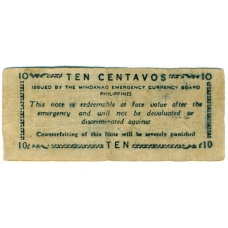 10 TEN CENTAVOS 10
ISSUED BY THE MINDANAO EMERGENCY CURRENCY BOARD
PHILIPPINES
This note is redeemable at face value after the
emergency and will not be devaluated or
discriminated against
Counterfeiting of this Note will be severely punished
10 TEN 10